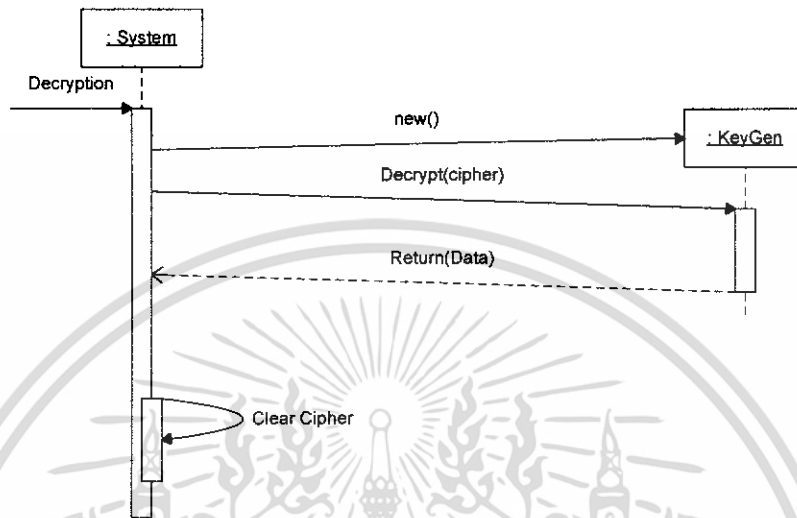 : System
Decryption
new()
: KeyGen
Decrypt(cipher)
Return(Data)
Clear Cipher